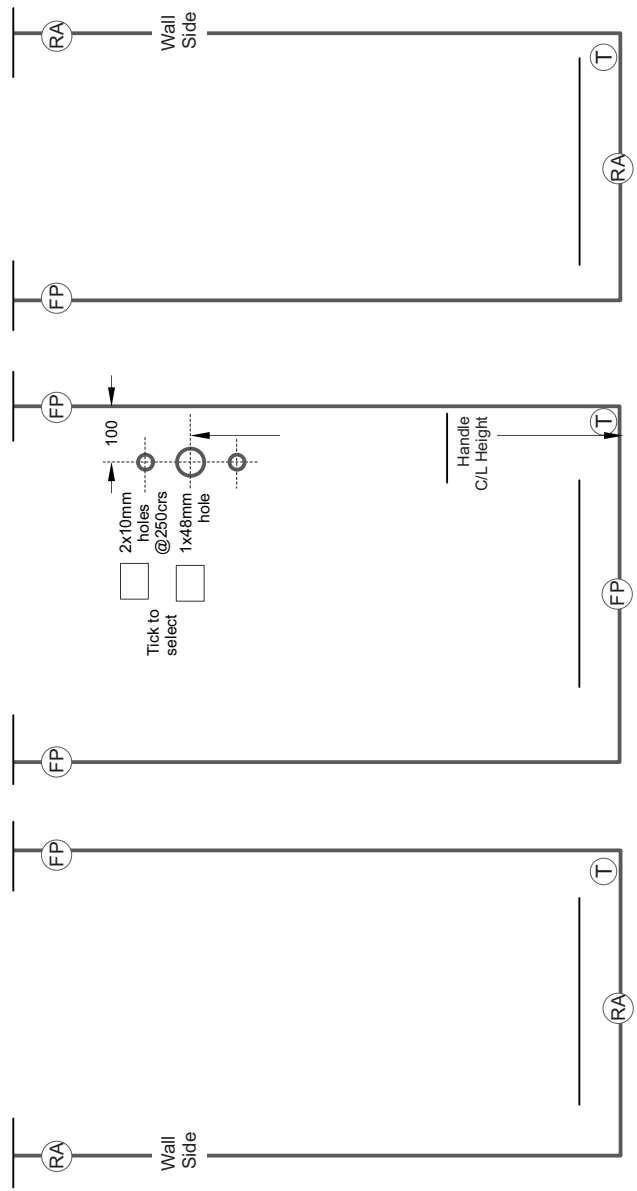 RA
FP
Wall
Side
T
RA
FP
FP
100
2x10mm
holes
@250crs
Tick to
select
1x48mm
hole
Handle
C/L Height
T
FP
FP
RA
Wall
Side
T
RA